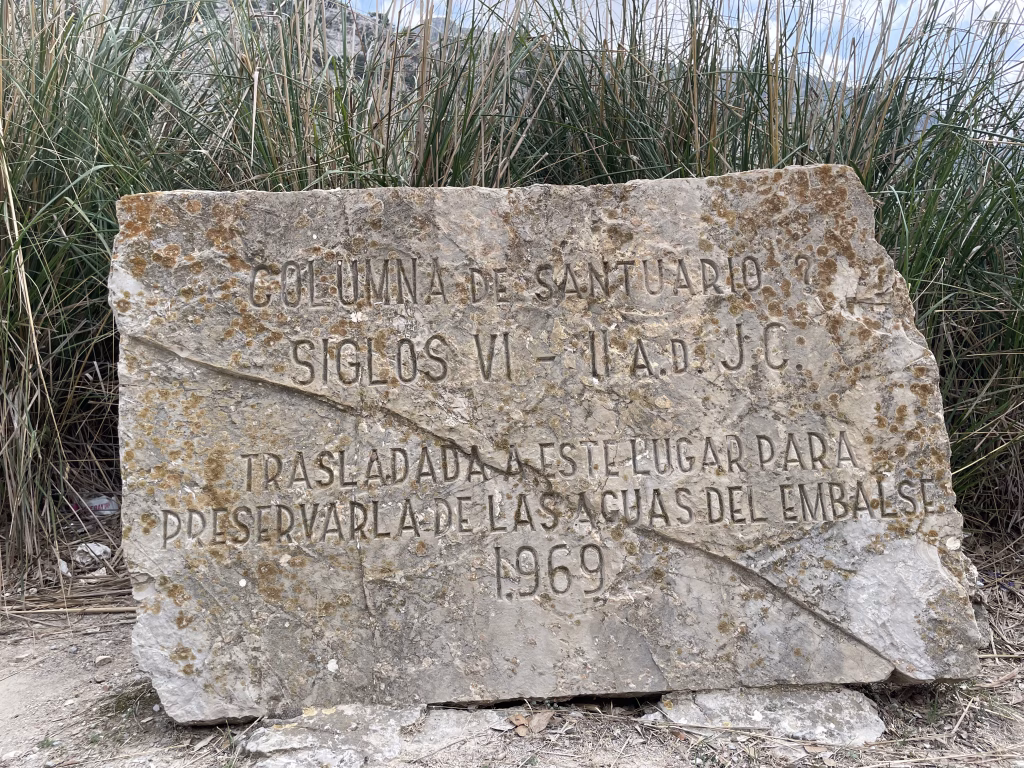 COLUMNA DE SANTUARIO ?
SIGLOS VI - II A.D. J.C.
TRASLADADA A ESTE LUGAR PARA
PRESERVARLA DE LAS AGUAS DEL EMBALSE
1.969